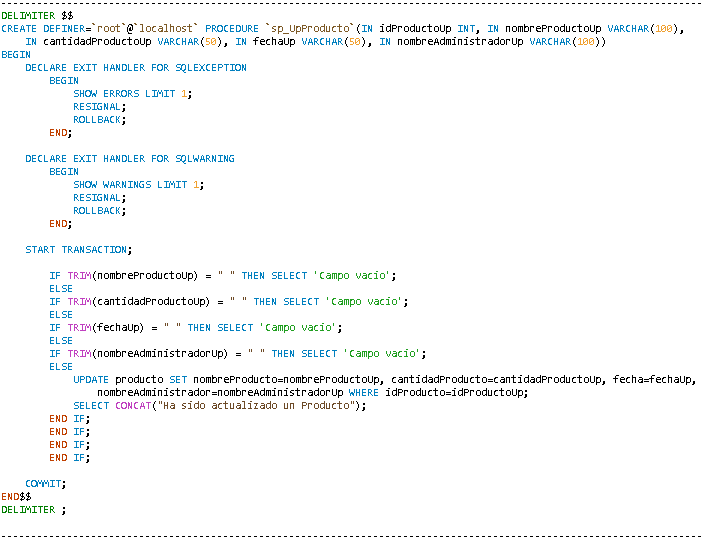 DELIMITER $$
CREATE DEFINER=`root`@`localhost` PROCEDURE `sp_UpProducto`(IN idProductoUp INT, IN nombreProductoUp VARCHAR(100),
IN cantidadProductoUp VARCHAR(50), IN fechaUp VARCHAR(50), IN nombreAdministradorUp VARCHAR(100))
BEGIN
DECLARE EXIT HANDLER FOR SQLEXCEPTION
BEGIN
SHOW ERRORS LIMIT 1;
RESIGNAL;
ROLLBACK;
END;
DECLARE EXIT HANDLER FOR SQLWARNING
BEGIN
SHOW WARNINGS LIMIT 1;
RESIGNAL;
ROLLBACK;
END;
START TRANSACTION;
IF TRIM(nombreProductoUp) = " " THEN SELECT 'Campo vacío';
ELSE
IF TRIM(cantidadProductoUp) = " " THEN SELECT 'Campo vacío';
ELSE
IF TRIM(fechaUp) = " " THEN SELECT 'Campo vacío';
ELSE
IF TRIM(nombreAdministradorUp) = " " THEN SELECT 'Campo vacío';
ELSE
UPDATE producto SET nombreProducto=nombreProductoUp, cantidadProducto=cantidadProductoUp, fecha=fechaUp,
nombreAdministrador=nombreAdministradorUp WHERE idProducto=idProductoUp;
SELECT CONCAT("Ha sido actualizado un Producto");
END IF;
END IF;
END IF;
END IF;
COMMIT;
END$$
DELIMITER ;